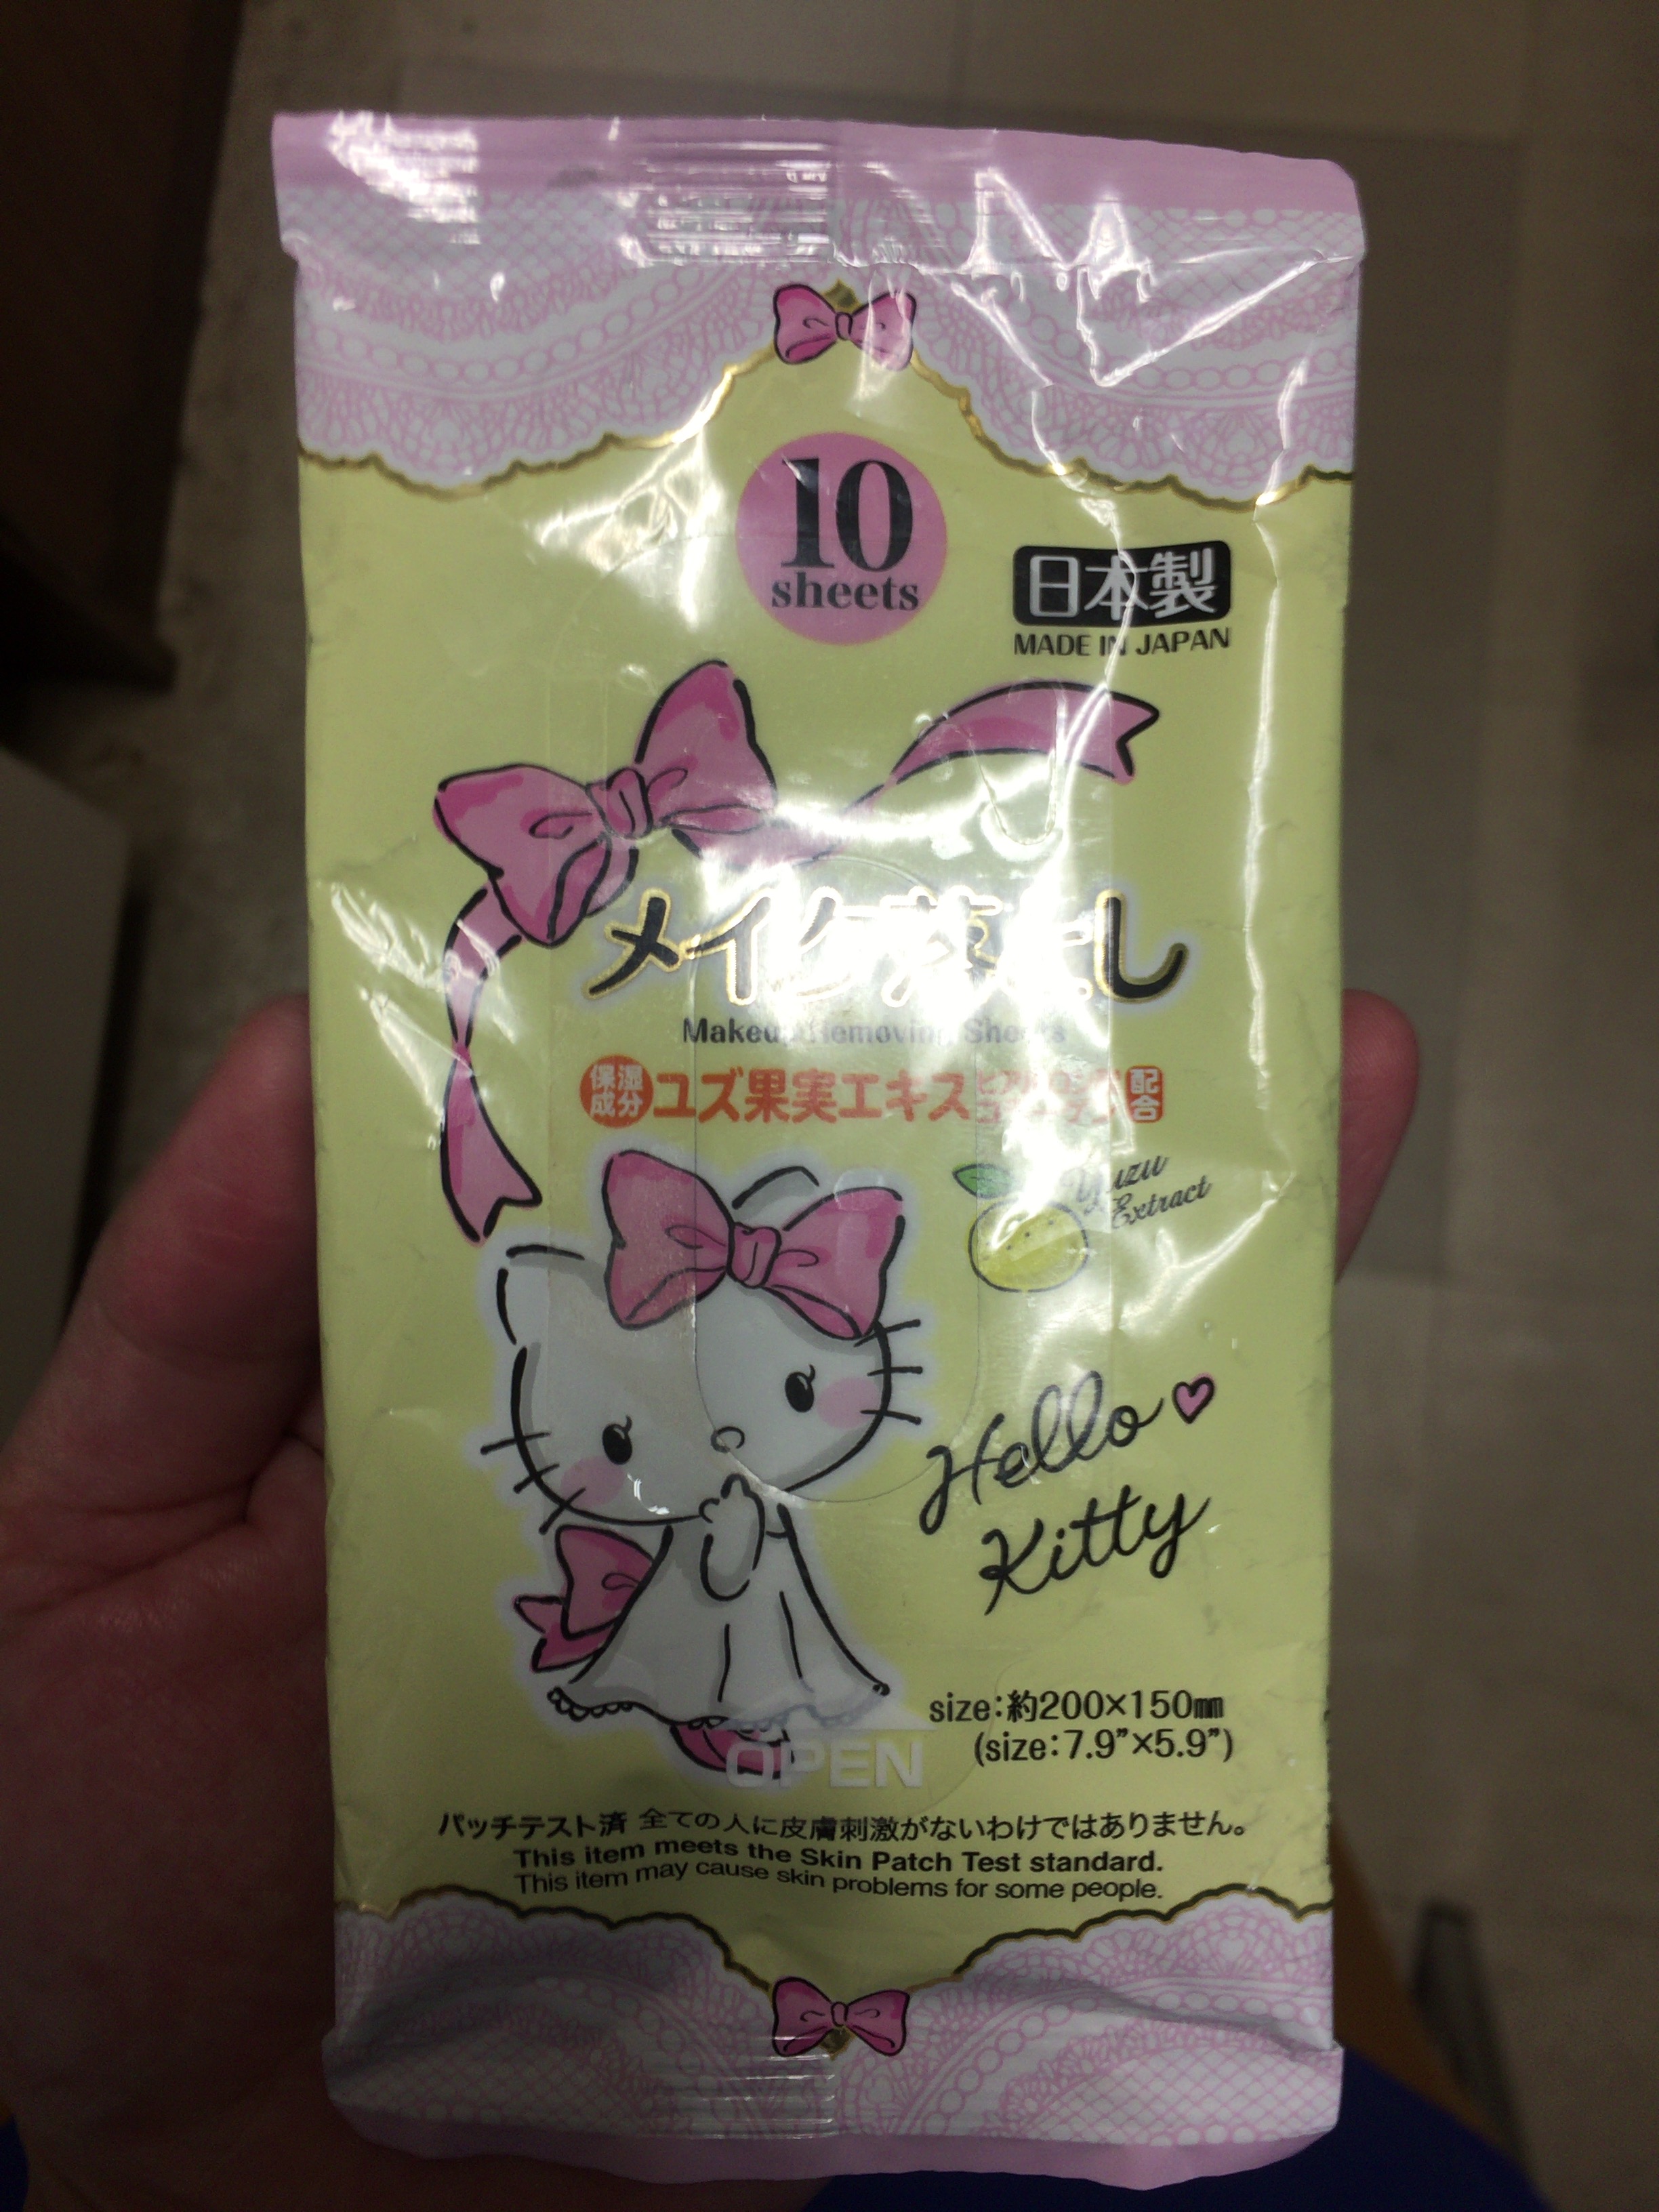 10
sheets
日本製
MADE IN JAPAN
メイク落とし
Makeup Removing Sheets
保湿成分 ユズ果実エキス 配合
Yuzu
Extract
Hello
Kitty
size:約200×150㎜
(size:7.9”×5.9”)
OPEN
パッチテスト済 全ての人に皮膚刺激がないわけではありません。
This item meets the Skin Patch Test standard.
This item may cause skin problems for some people.